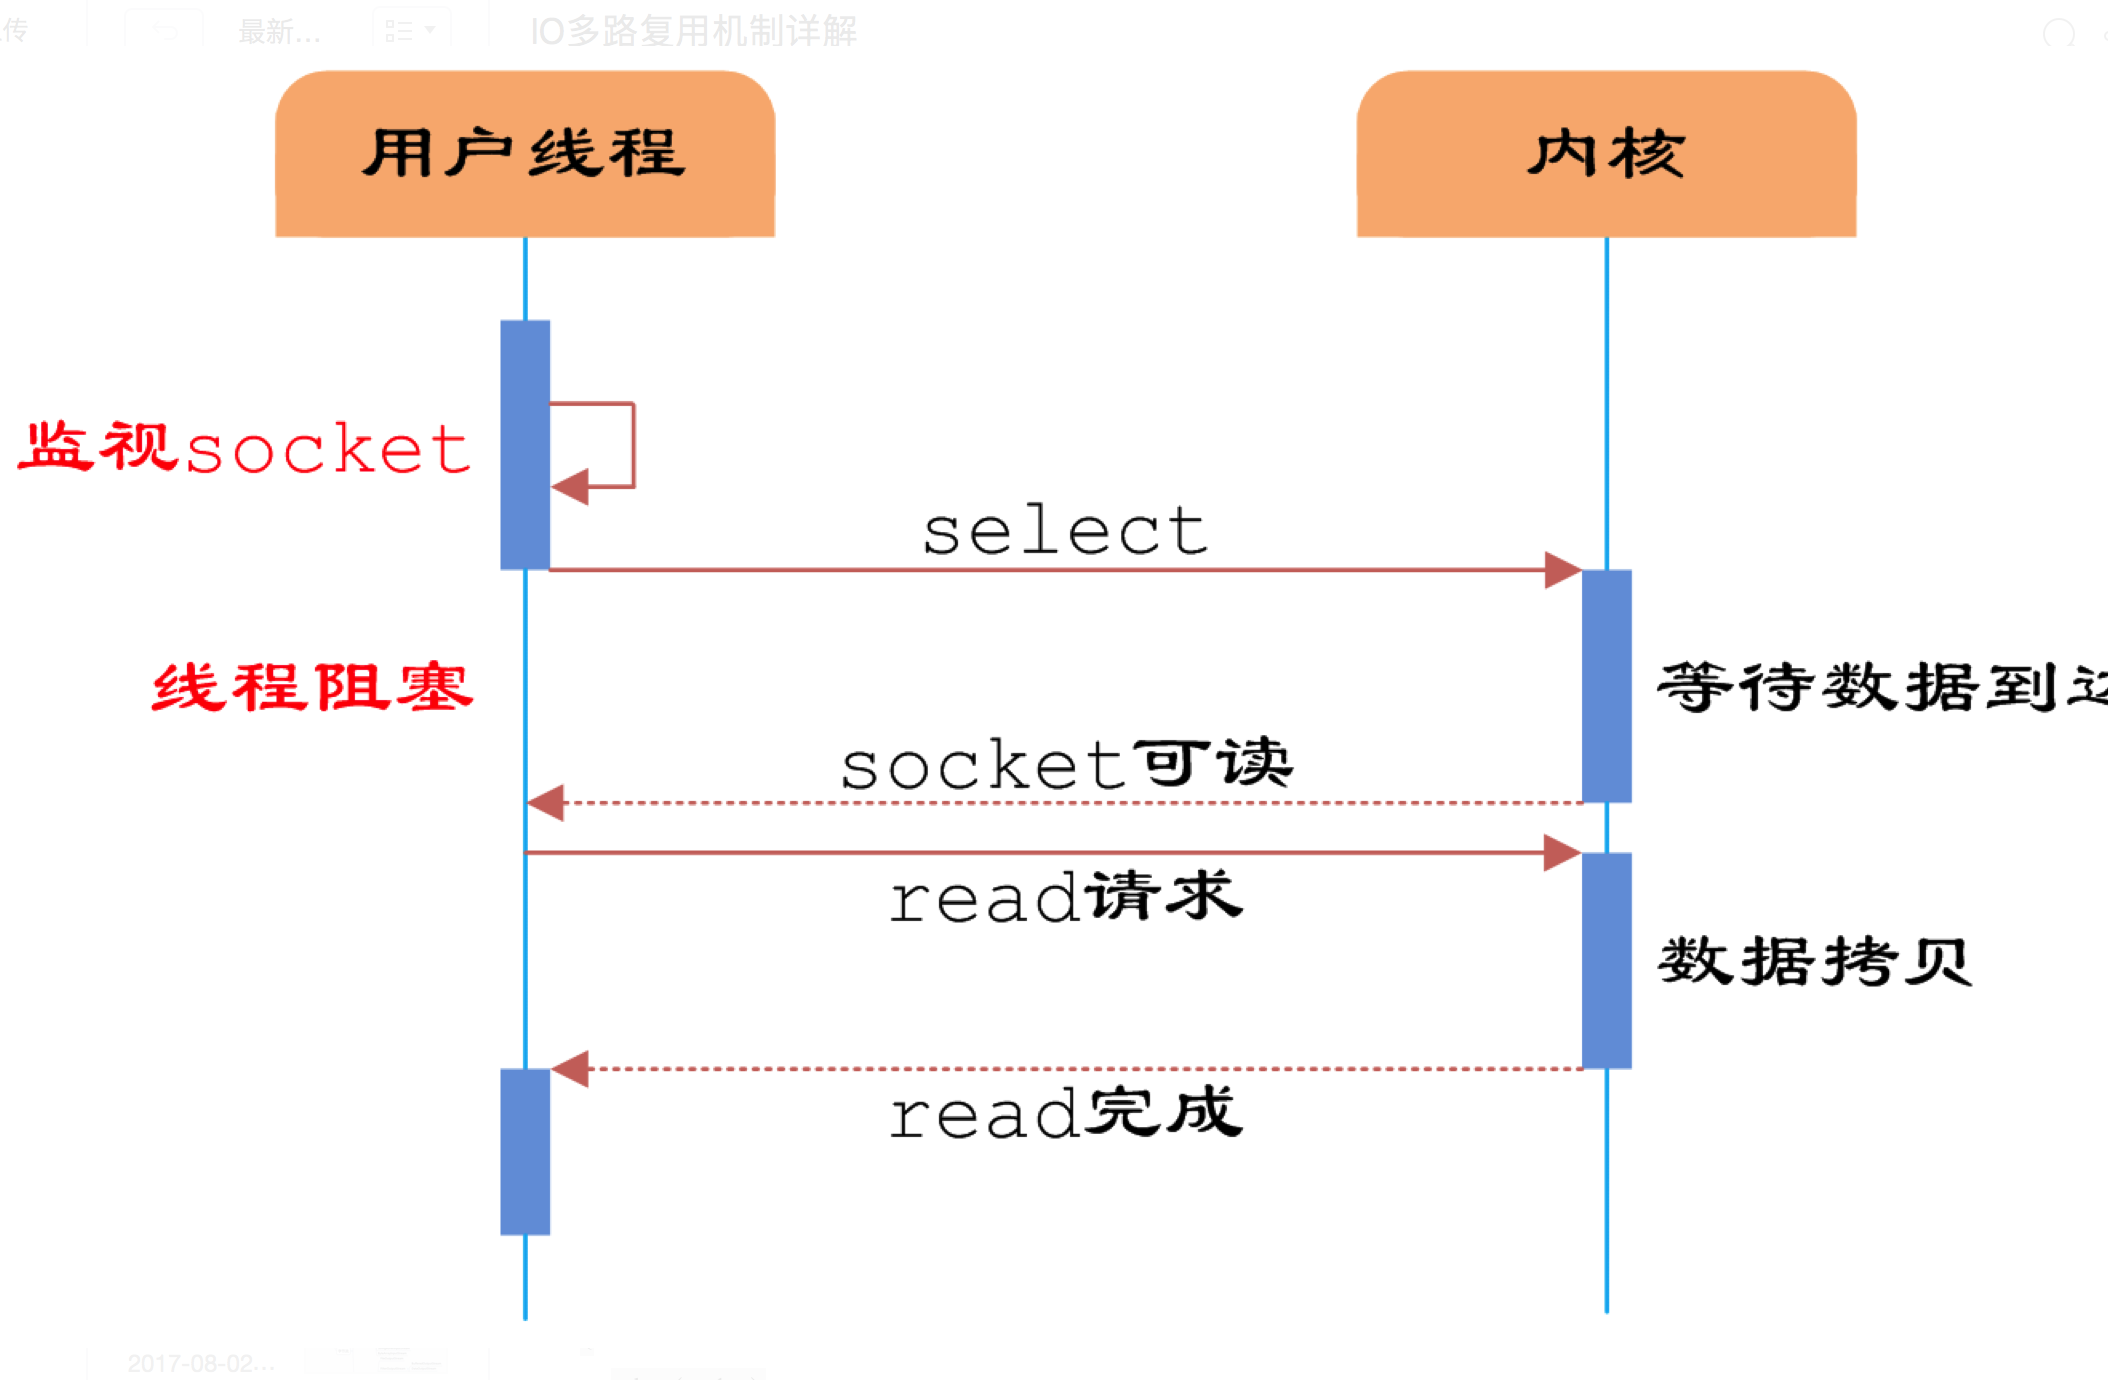 传
最新...
IO多路复用机制详解
用户线程
内核
监视socket
select
线程阻塞
等待数据到达
socket可读
read请求
数据拷贝
read完成
2017-08-02...